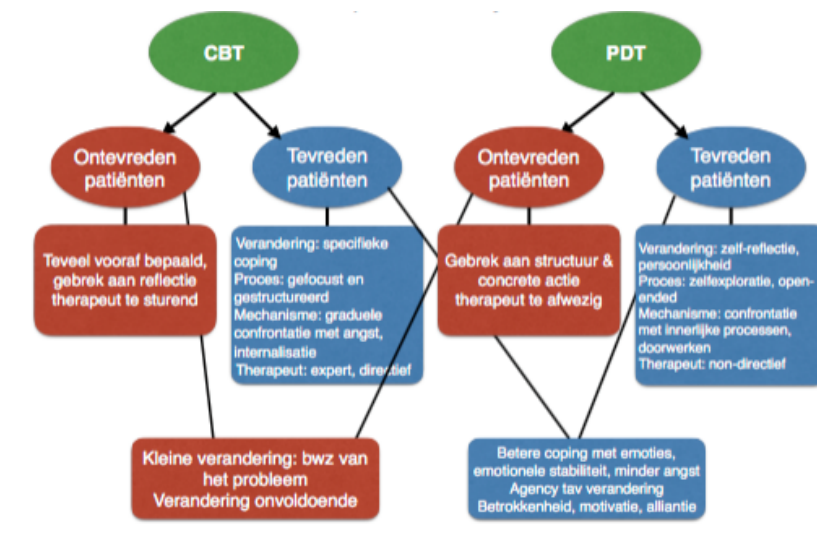 CBT
PDT
Ontevreden
patiënten
Tevreden
patiënten
Ontevreden
patiënten
Tevreden
patiënten
Teveel vooraf bepaald,
gebrek aan reflectie
therapeut te sturend
Verandering: specifieke
coping
Proces: gefocust en
gestructureerd
Mechanisme: graduele
confrontatie met angst,
internalisatie
Therapeut: expert, directief
Gebrek aan structuur &
concrete actie
therapeut te afwezig
Verandering: zelf-reflectie,
persoonlijkheid
Proces: zelfexploratie, open-
ended
Mechanisme: confrontatie
met innerlijke processen,
doorwerken
Therapeut: non-directief
Kleine verandering: bwz van
het probleem
Verandering onvoldoende
Betere coping met emoties,
emotionele stabiliteit, minder angst
Agency tav verandering
Betrokkenheid, motivatie, alliantie